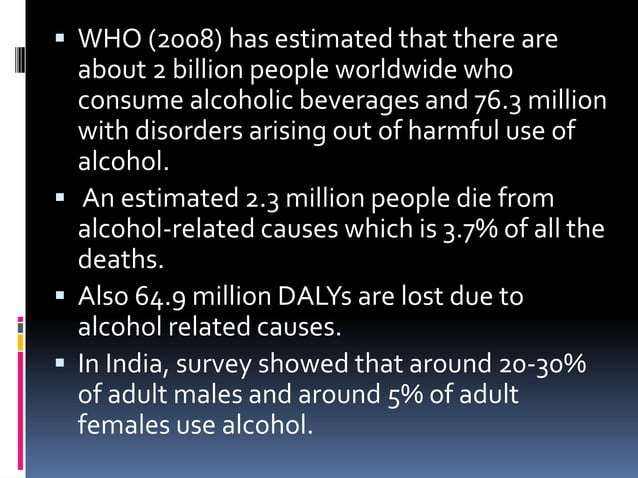 ▪ WHO (2008) has estimated that there are
about 2 billion people worldwide who
consume alcoholic beverages and 76.3 million
with disorders arising out of harmful use of
alcohol.
▪ An estimated 2.3 million people die from
alcohol-related causes which is 3.7% of all the
deaths.
▪ Also 64.9 million DALYs are lost due to
alcohol related causes.
▪ In India, survey showed that around 20-30%
of adult males and around 5% of adult
females use alcohol.